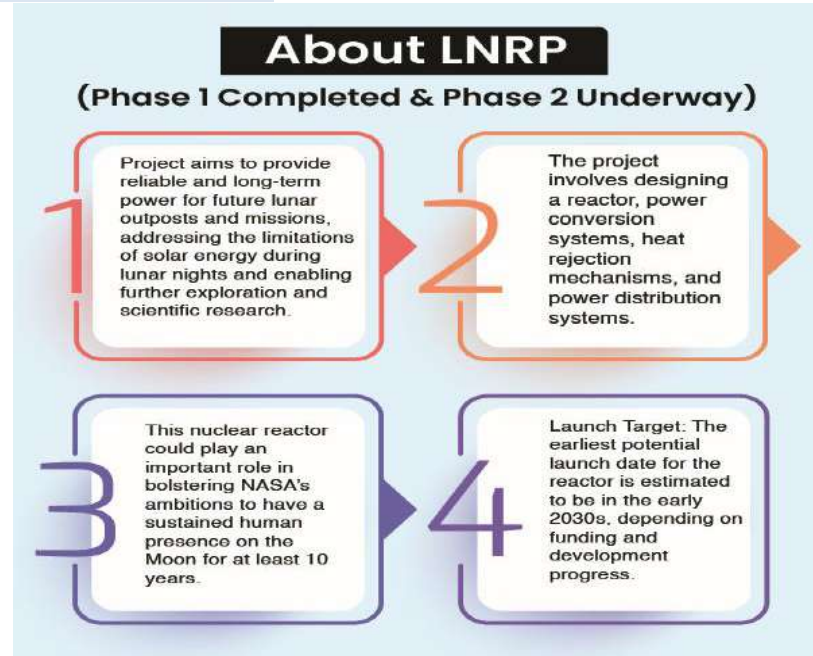 About LNRP
(Phase 1 Completed & Phase 2 Underway)
1
Project aims to provide
reliable and long-term
power for future lunar
outposts and missions,
addressing the limitations
of solar energy during
lunar nights and enabling
further exploration and
scientific research.
2
The project
involves designing
a reactor, power
conversion
systems, heat
rejection
mechanisms, and
power distribution
systems.
3
This nuclear reactor
could play an
important role in
bolstering NASA's
ambitions to have a
sustained human
presence on the
Moon for at least 10
years.
4
Launch Target: The
earliest potential
launch date for the
reactor is estimated
to be in the early
2030s, depending on
funding and
development
progress.